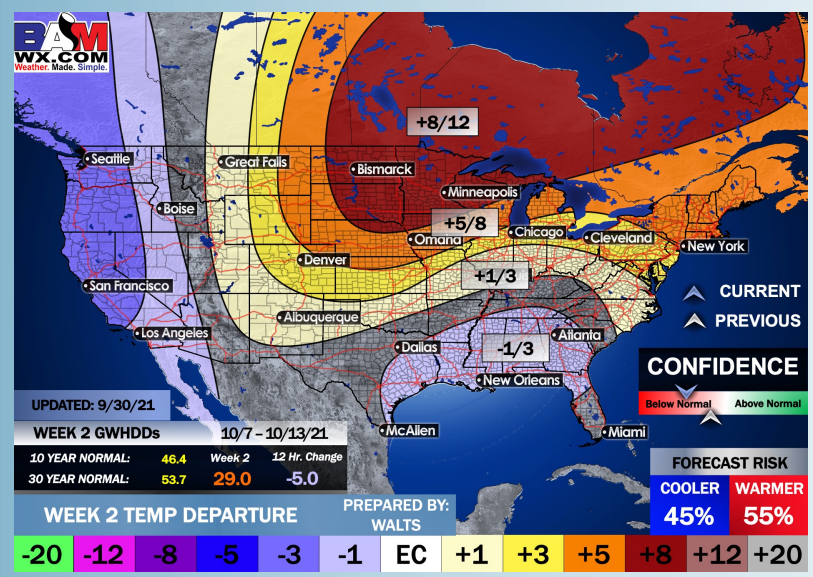 BAM
WX.COM
Weather. Made. Simple.
+8/12
Seattle
Great Falls
Bismarck
Minneapolis
Boise
+5/8
Omaha
Chicago
Cleveland
New York
Denver
+1/3
San Francisco
CURRENT
Albuquerque
PREVIOUS
Los Angeles
Atlanta
Dallas
-1/3
CONFIDENCE
New Orleans
Below Normal Above Normal
UPDATED: 9/30/21
McAllen
Miami
WEEK 2 GWHDDs 10/7 – 10/13/21
10 YEAR NORMAL: 46.4 Week 2 12 Hr. Change
30 YEAR NORMAL: 53.7 29.0 -5.0
FORECAST RISK
COOLER WARMER
45% 55%
WEEK 2 TEMP DEPARTURE
PREPARED BY:
WALTS
-20 -12 -8 -5 -3 -1 EC +1 +3 +5 +8 +12 +20